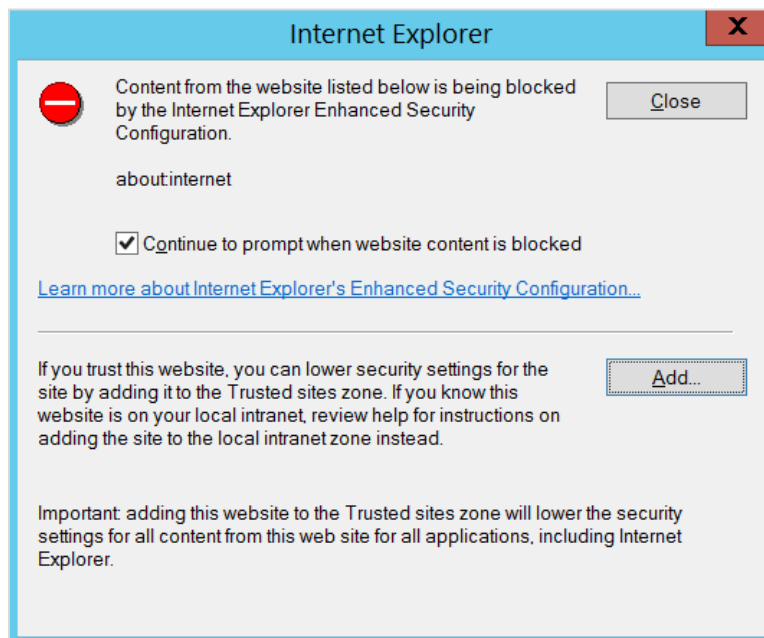 Internet Explorer
X
Content from the website listed below is being blocked
by the Internet Explorer Enhanced Security
Configuration.
Close
about:internet
Continue to prompt when website content is blocked
Learn more about Internet Explorer's Enhanced Security Configuration...
If you trust this website, you can lower security settings for the
site by adding it to the Trusted sites zone. If you know this
website is on your local intranet, review help for instructions on
adding the site to the local intranet zone instead.
Add...
Important: adding this website to the Trusted sites zone will lower the security
settings for all content from this web site for all applications, including Internet
Explorer.